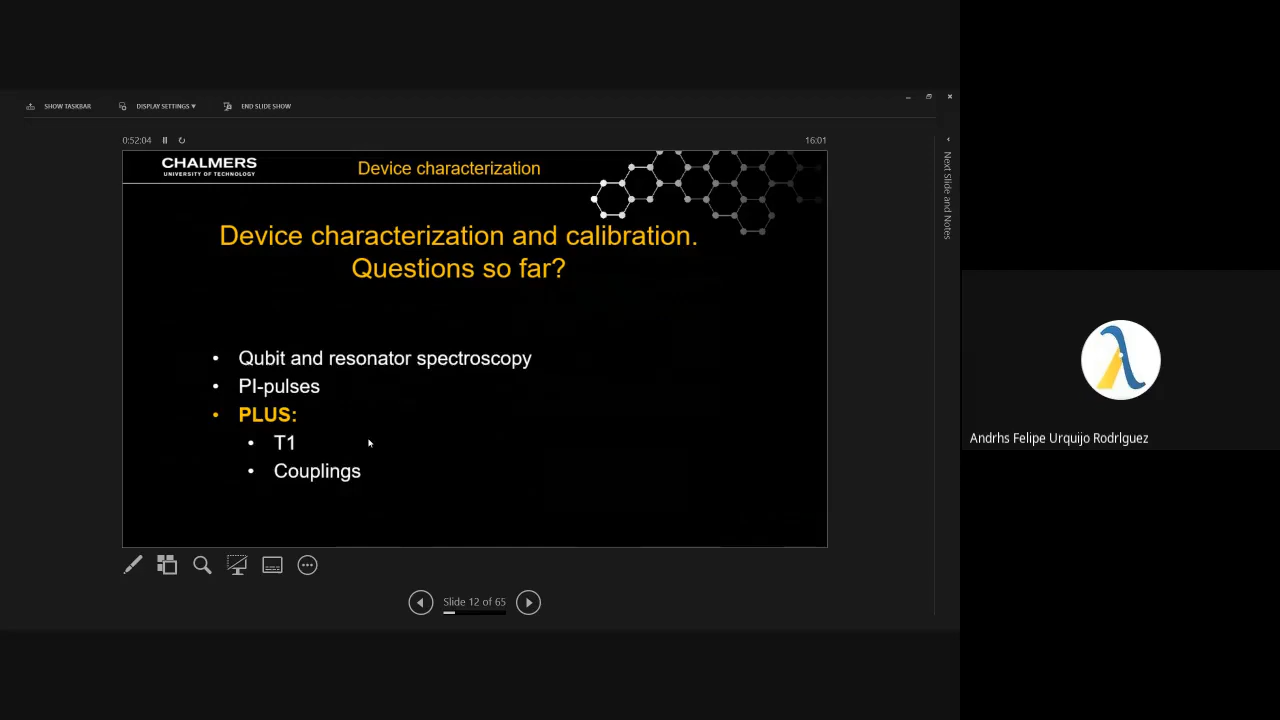 SHOW TASKBAR
DISPLAY SETTINGS ▾
END SLIDE SHOW
0:52:04
16:01
CHALMERS
UNIVERSITY OF TECHNOLOGY
Device characterization
Device characterization and calibration.
Questions so far?
• Qubit and resonator spectroscopy
• PI-pulses
• PLUS:
• T1
• Couplings
Slide 12 of 65
Next Slide and Notes
Andrhs Felipe Urquijo Rodrlguez